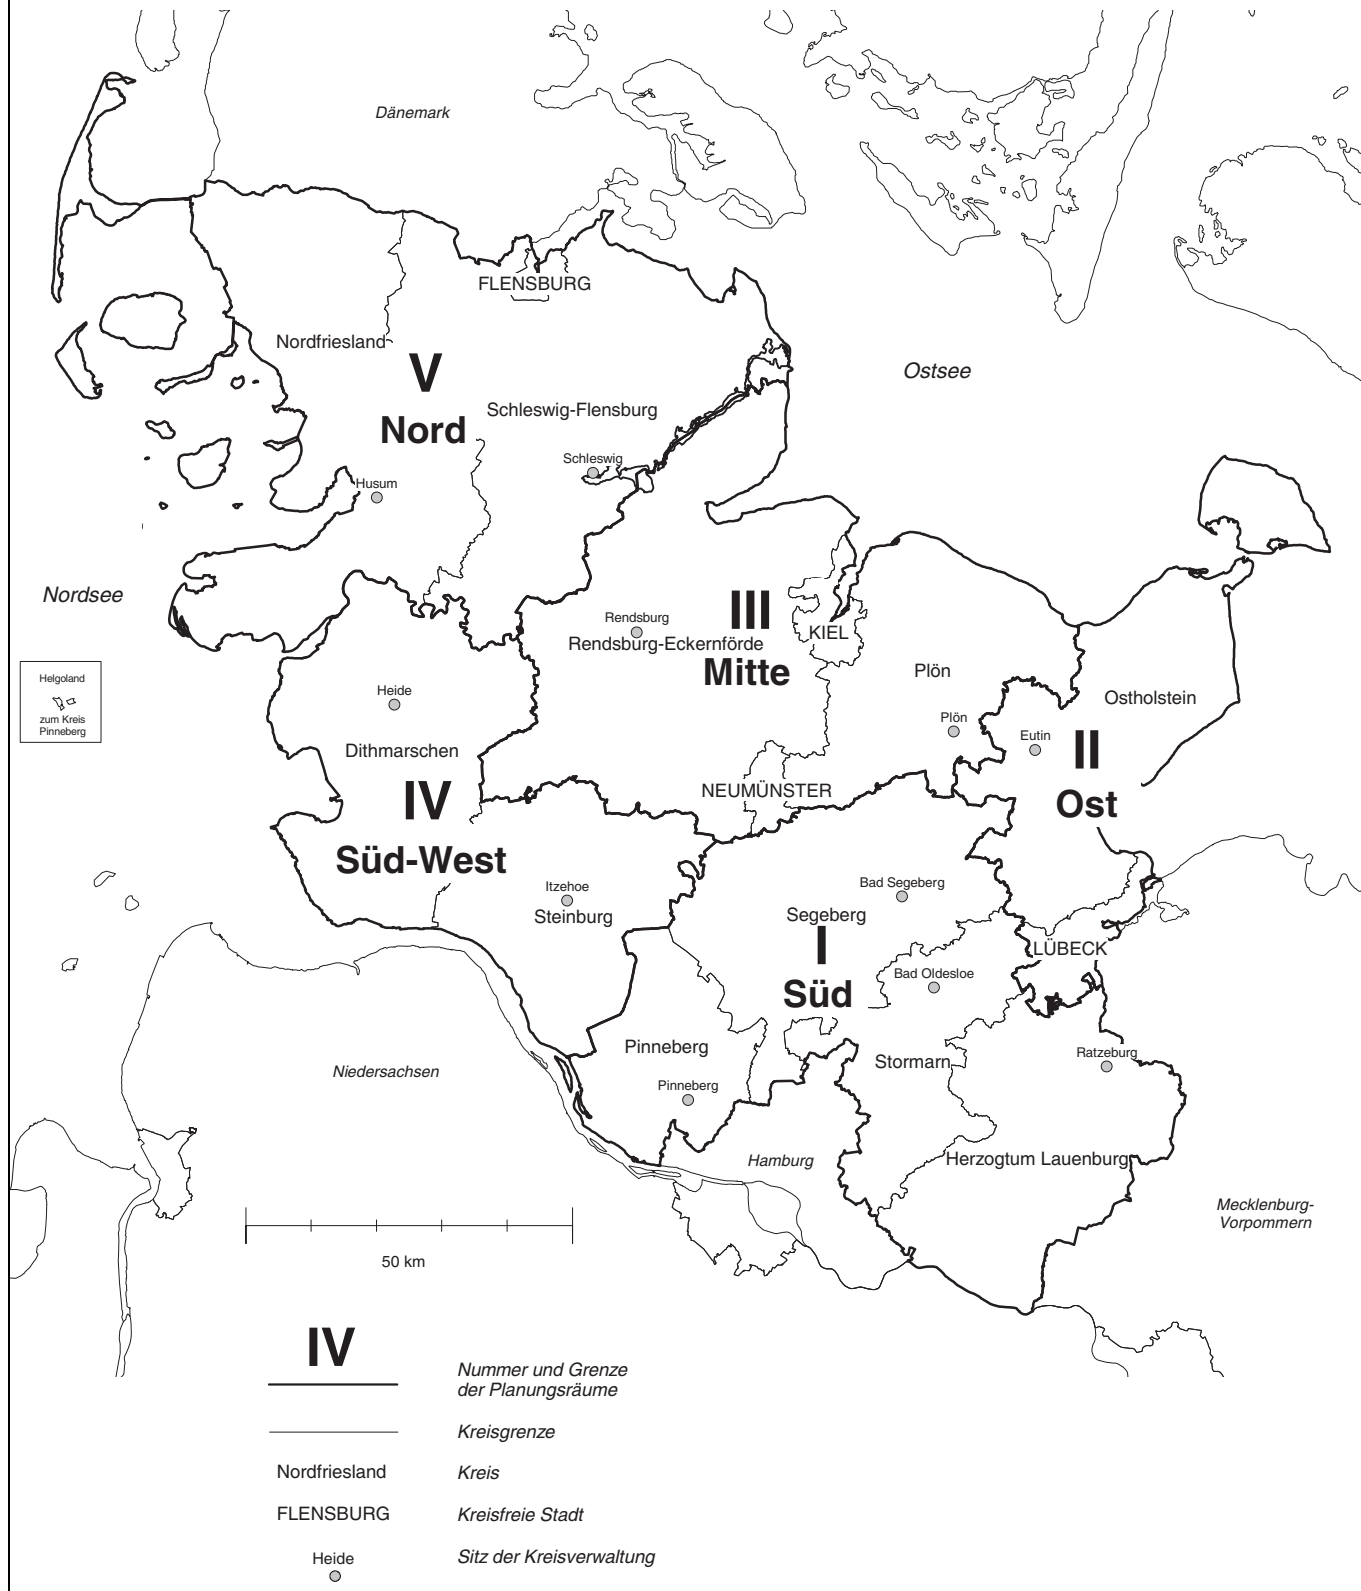 Dänemark
FLENSBURG
Nordfriesland
V
Nord
Ostsee
Schleswig-Flensburg
Schleswig
Husum
Nordsee
III
Mitte
Rendsburg
Rendsburg-Eckernförde
KIEL
Plön
Plön
Ostholstein
Helgoland
zum Kreis
Pinneberg
Heide
Dithmarschen
Eutin
II
Ost
IV
Süd-West
NEUMÜNSTER
Itzehoe
Steinburg
Bad Segeberg
Segeberg
I
Süd
LÜBECK
Bad Oldesloe
Pinneberg
Pinneberg
Stormarn
Ratzeburg
Niedersachsen
Hamburg
Herzogtum Lauenburg
Mecklenburg-
Vorpommern
50 km
IV
Nummer und Grenze
der Planungsräume
Kreisgrenze
Nordfriesland
Kreis
FLENSBURG
Kreisfreie Stadt
Heide
Sitz der Kreisverwaltung